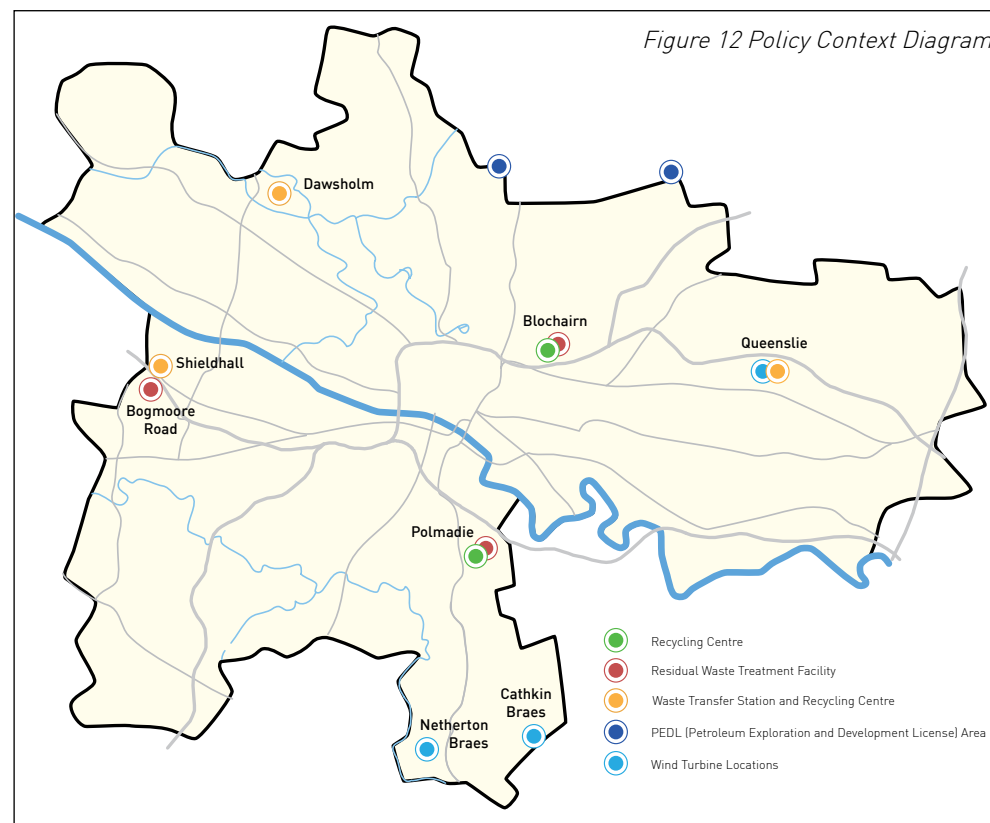 Figure 12 Policy Context Diagram
Dawsholm
Blochairn
Queenslie
Shieldhall
Bogmoore
Road
Polmadie
Cathkin
Braes
Netherton
Braes
Recycling Centre
Residual Waste Treatment Facility
Waste Transfer Station and Recycling Centre
PEDL (Petroleum Exploration and Development License) Area
Wind Turbine Locations